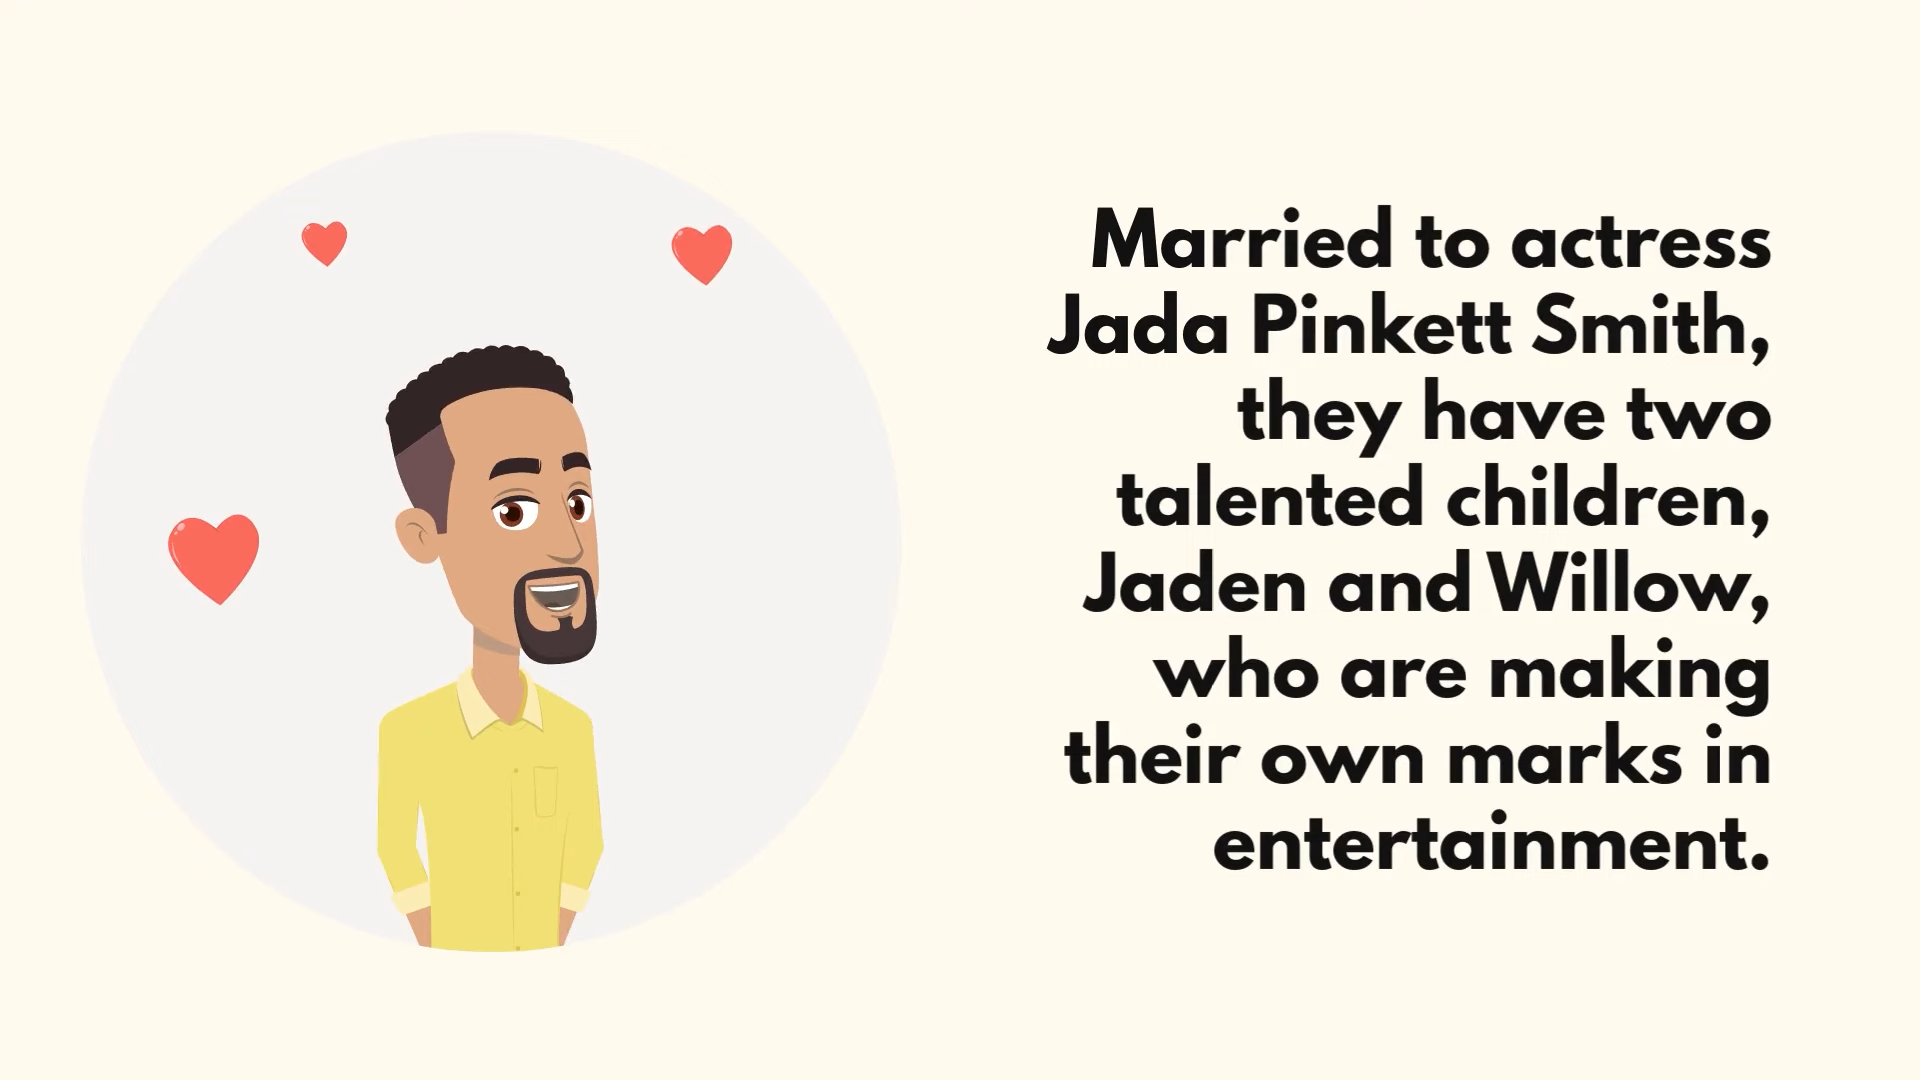 Married to actress
Jada Pinkett Smith,
they have two
talented children,
Jaden and Willow,
who are making
their own marks in
entertainment.